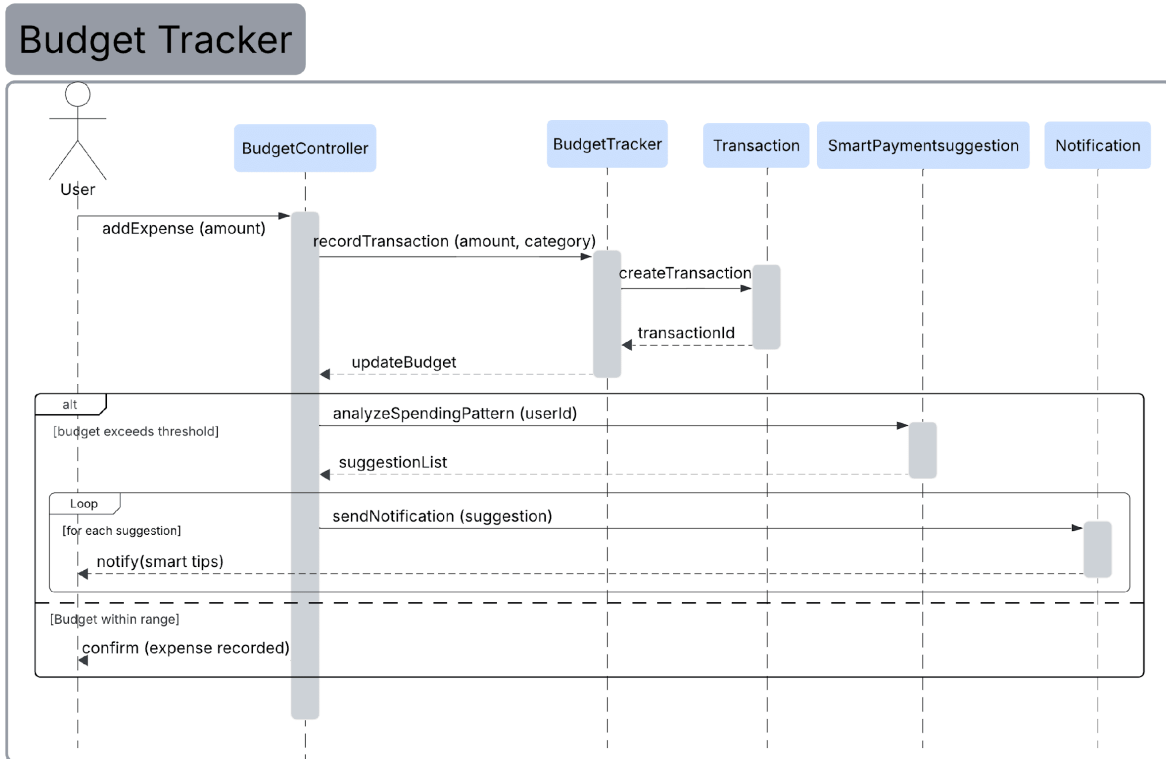 Budget Tracker
User
BudgetController
BudgetTracker
Transaction
SmartPaymentsuggestion
Notification
addExpense (amount)
recordTransaction (amount, category)
createTransaction
transactionId
updateBudget
alt
[budget exceeds threshold]
analyzeSpendingPattern (userId)
suggestionList
Loop
[for each suggestion]
sendNotification (suggestion)
notify(smart tips)
[Budget within range]
confirm (expense recorded)